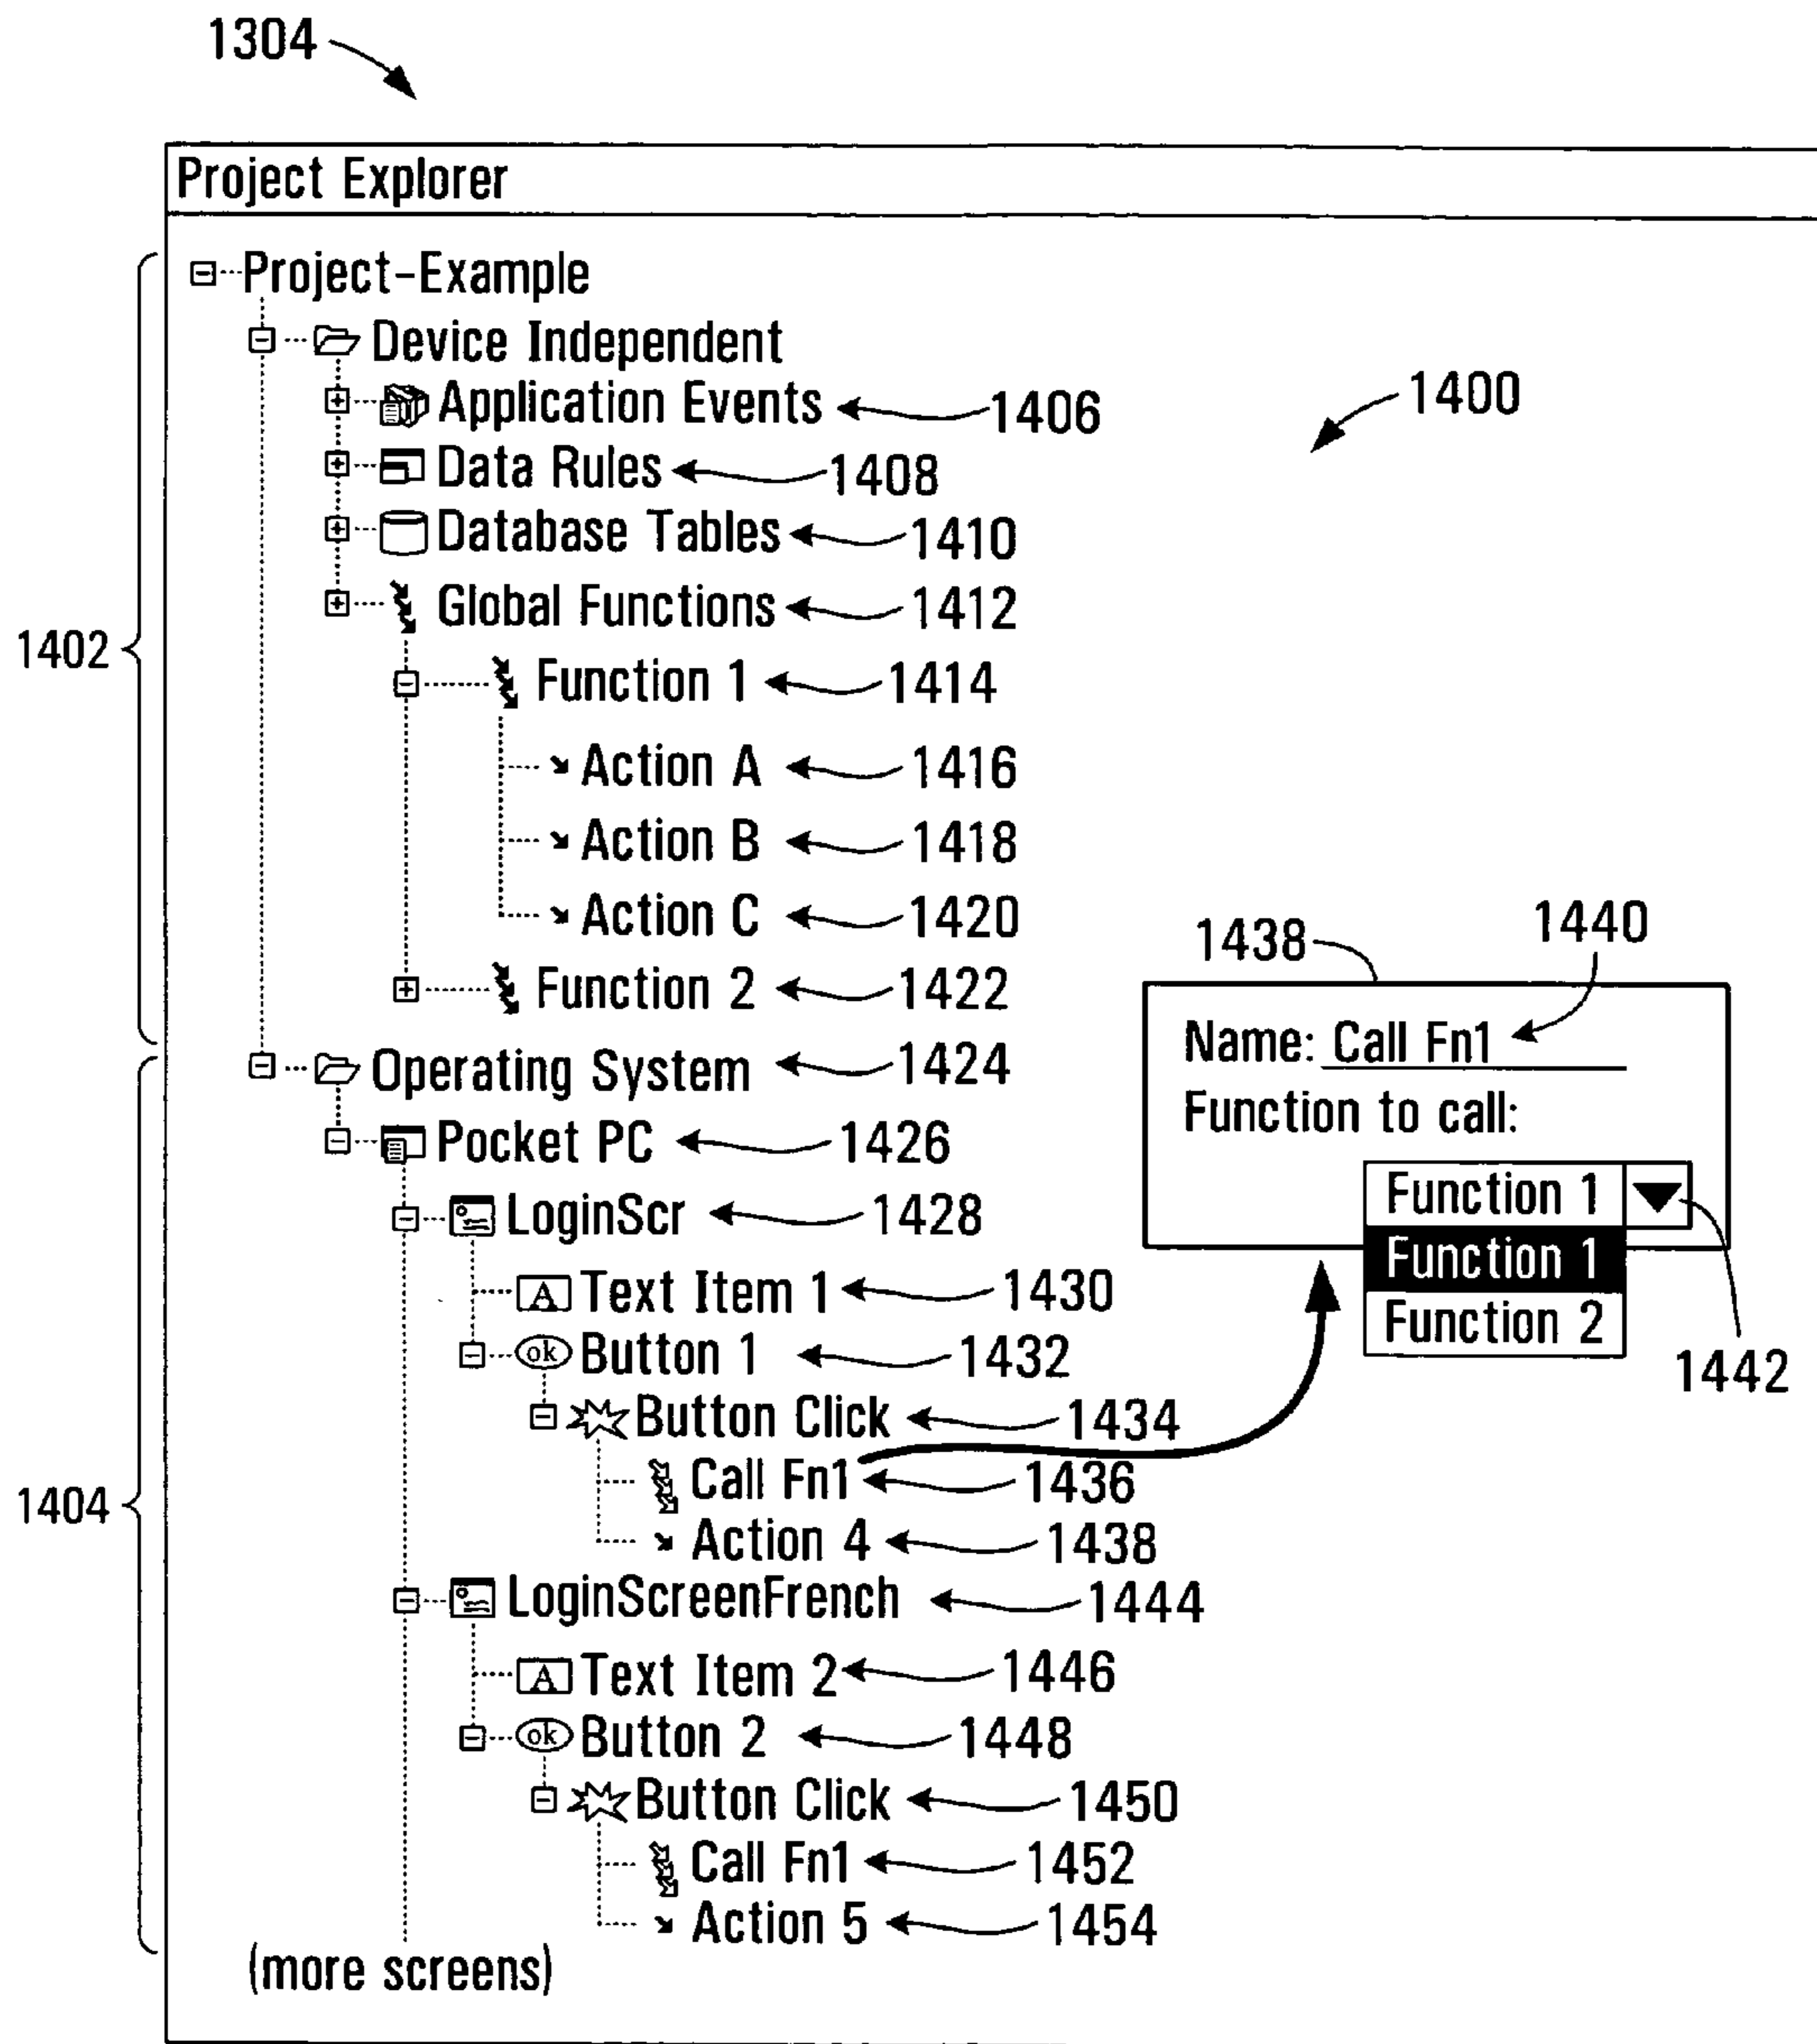 1304
Project Explorer
Project-Example
Device Independent
Application Events 1406
1400
Data Rules 1408
Database Tables 1410
Global Functions 1412
1402
Function 1 1414
Action A 1416
Action B 1418
Action C 1420
1438 1440
Function 2 1422
Name: Call Fn1
Operating System 1424
Function to call:
Pocket PC 1426
Function 1
LoginScr 1428
Function 1
Text Item 1 1430
Function 2
ok Button 1 1432
1442
Button Click 1434
Call Fn1 1436
1404
Action 4 1438
LoginScreenFrench 1444
A Text Item 2 1446
ok Button 2 1448
Button Click 1450
Call Fn1 1452
Action 5 1454
(more screens)